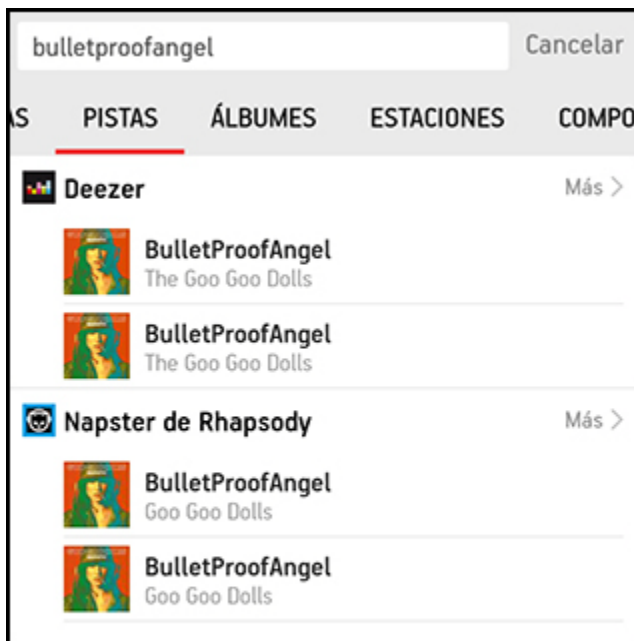 bulletproofangel Cancelar
AS PISTAS ÁLBUMES ESTACIONES COMPO
Deezer Más >
BulletProofAngel
The Goo Goo Dolls
BulletProofAngel
The Goo Goo Dolls
Napster de Rhapsody Más >
BulletProofAngel
Goo Goo Dolls
BulletProofAngel
Goo Goo Dolls